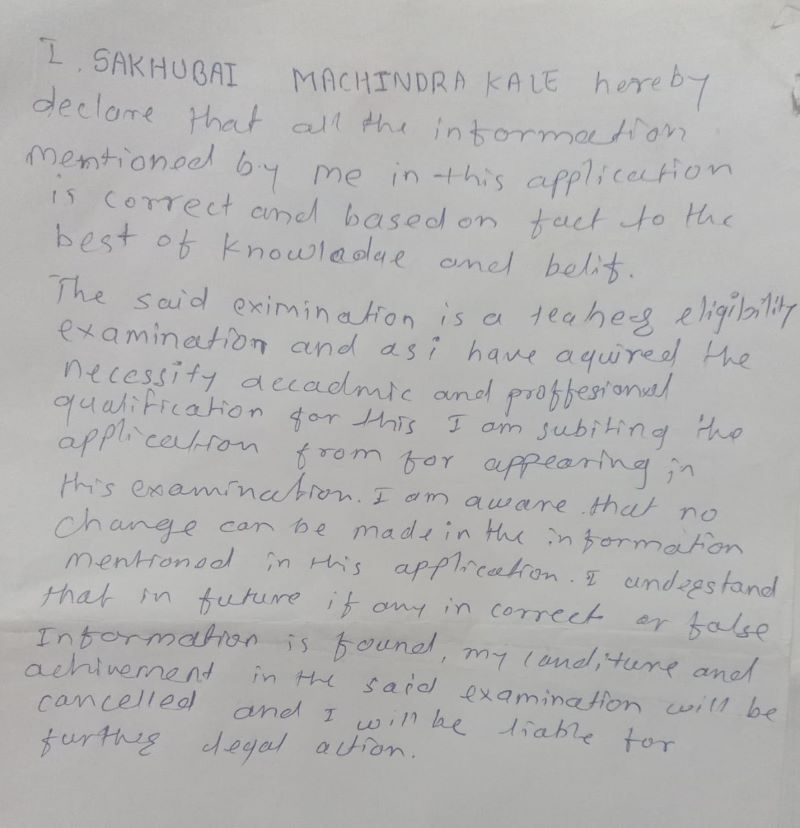 I. SAKHUBAI MACHINDRA KALE hereby
declare that all the information
mentioned by me in this application
is correct and based on fact to the
best of knowladge and belif.
The said eximination is a teaher eligibility
examination and as i have aquired the
necessity accadmic and proffesional
qualification for this I am subiting the
application from for appearing in
this examination. I am aware that no
change can be made in the information
mentioned in this application. I understand
that in future if any in correct or false
Information is found, my canditure and
achivement in the said examination will be
cancelled and I will be liable for
further legal action.